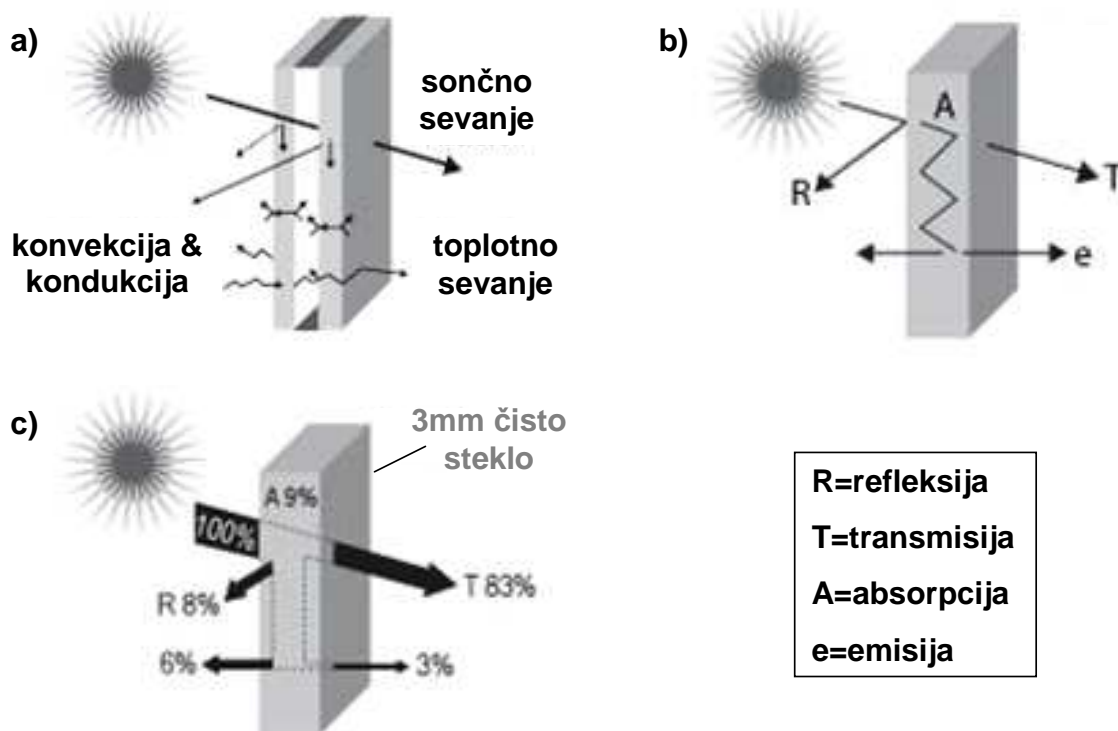 a)
sončno
sevanje
konvekcija &
kondukcija
toplotno
sevanje
b)
A
R
T
e
c)
3mm čisto
steklo
A 9%
100%
R 8%
T 83%
6%
3%
R=refleksija
T=transmisija
A=absorpcija
e=emisija